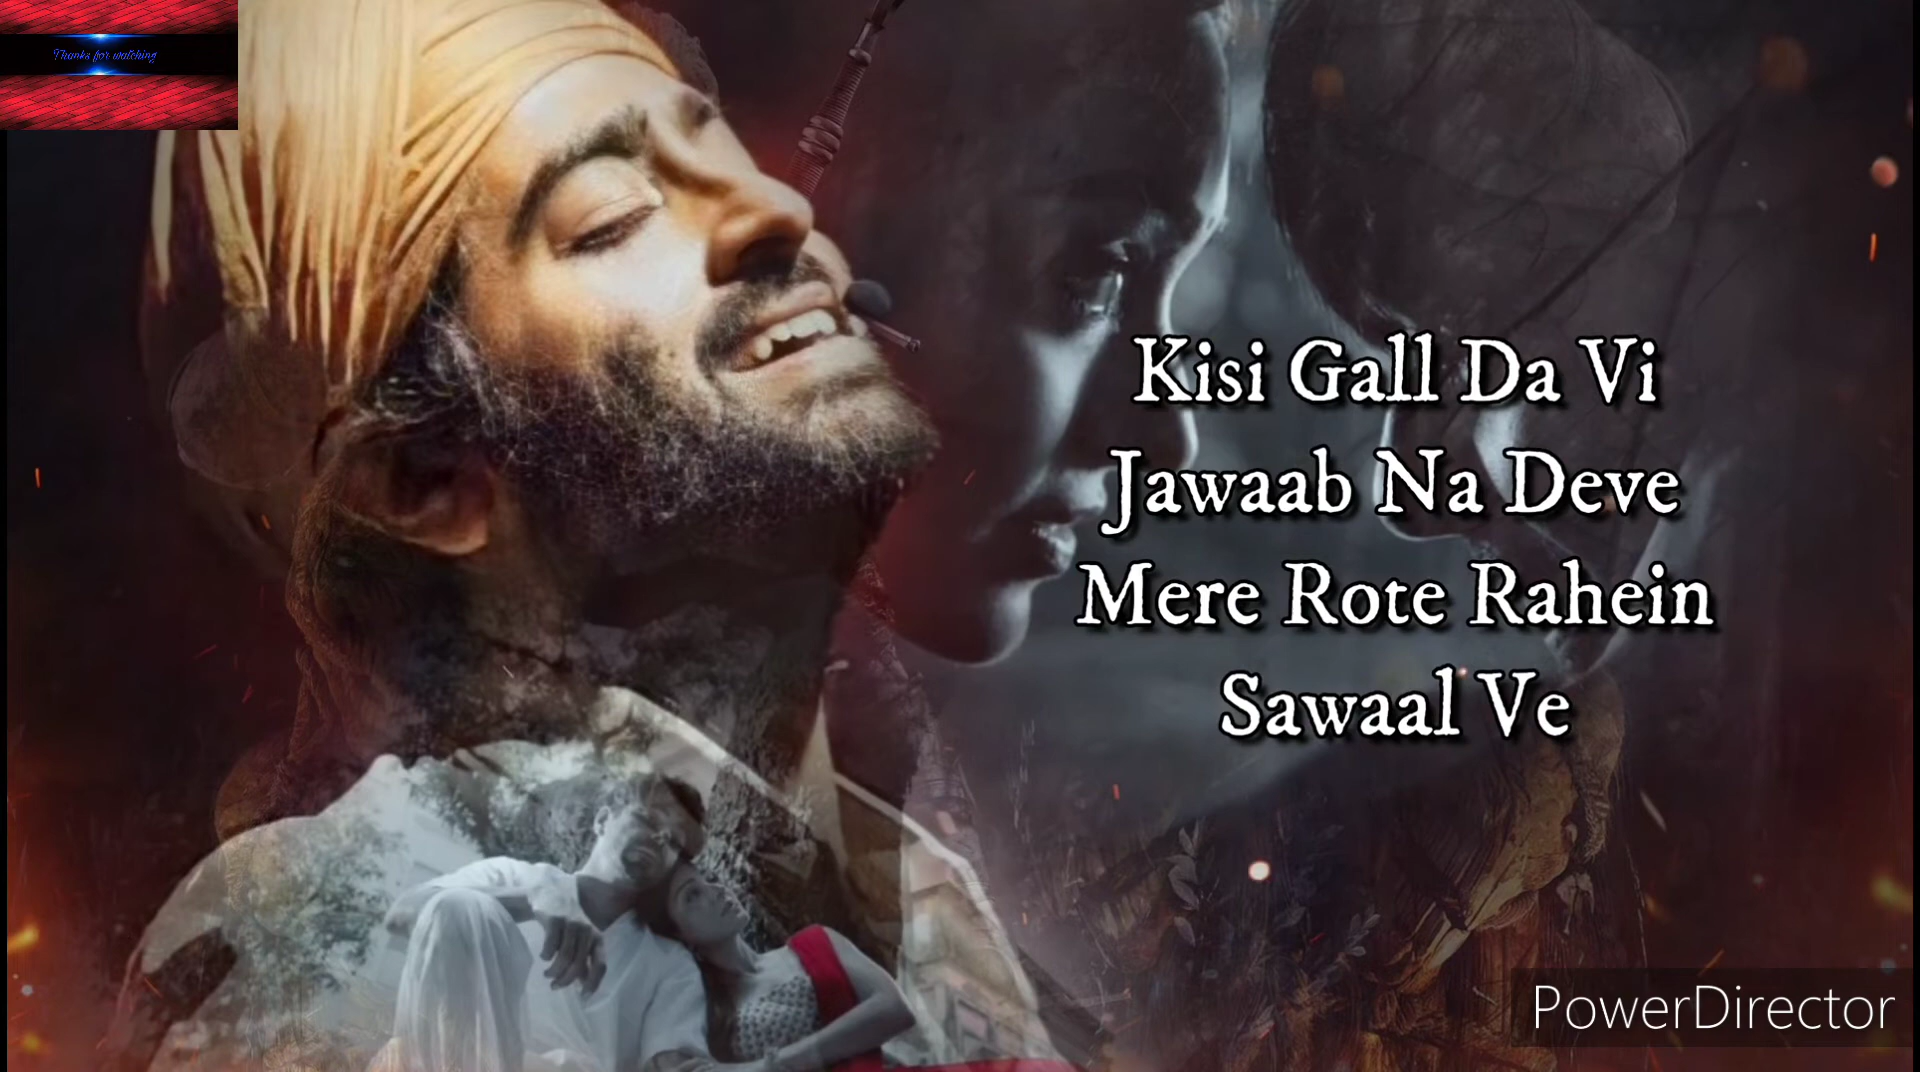 Thanks for watching
Kisi Gall Da Vi
Jawaab Na Deve
Mere Rote Rahein
Sawaal Ve
PowerDirector